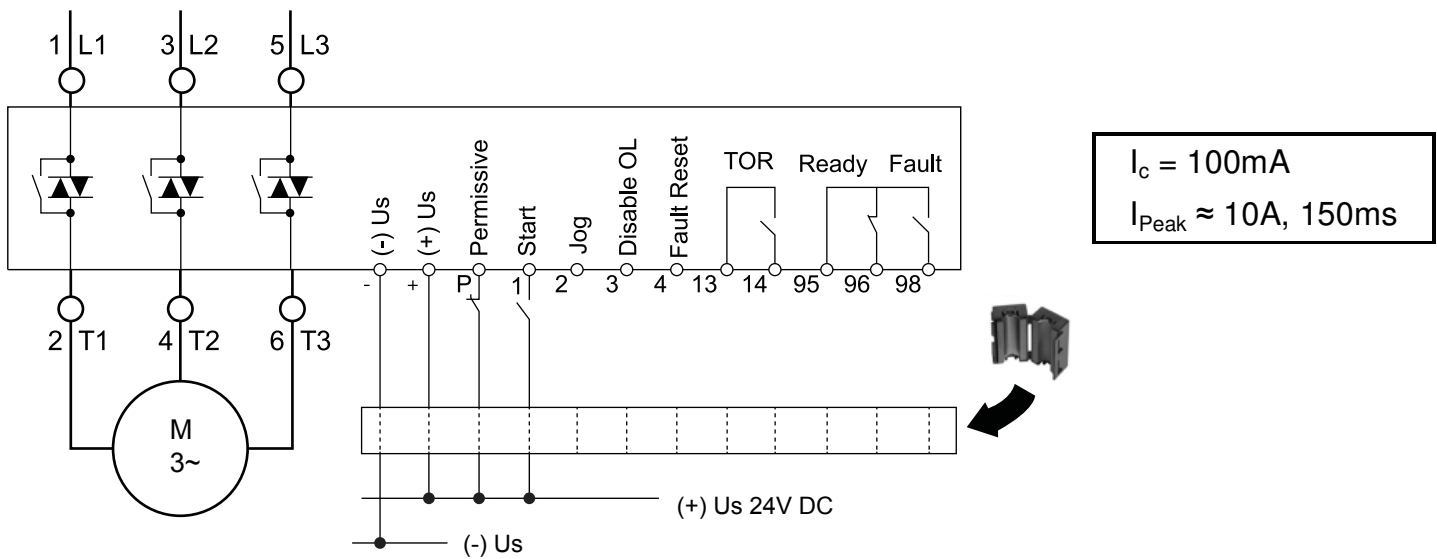 1 L1 3 L2 5 L3
(-) Us
(+) Us
Permissive
Start
Jog
Disable OL
Fault Reset
TOR Ready Fault
- + P 1 2 3 4 13 14 95 96 98
2 T1 4 T2 6 T3
M
3~
(+) Us 24V DC
(-) Us
I_c = 100mA
I_Peak ≈ 10A, 150ms